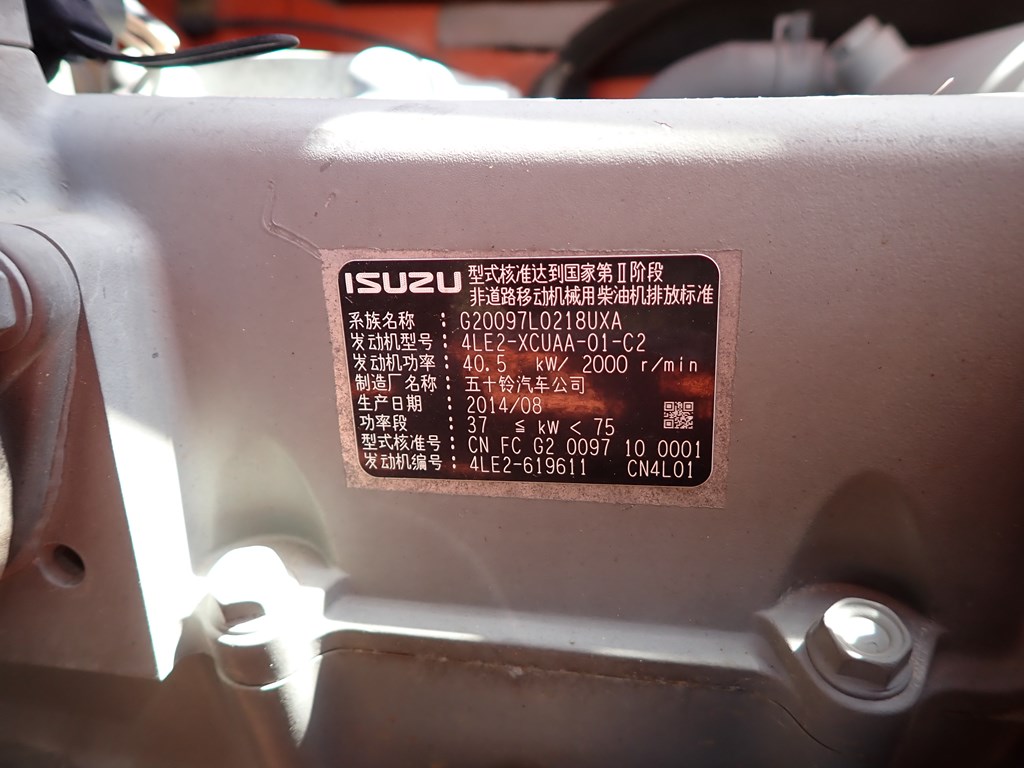 ISUZU 型式核准达到国家第Ⅱ阶段
非道路移动机械用柴油机排放标准
系族名称 : G20097L0218UXA
发动机型号 : 4LE2-XCUAA-01-C2
发动机功率 : 40.5 kW/ 2000 r/min
制造厂名称 : 五十铃汽车公司
生产日期 : 2014/08
功率段 : 37 ≦ kW < 75
型式核准号 : CN FC G2 0097 10 0001
发动机编号 : 4LE2-619611 CN4L01